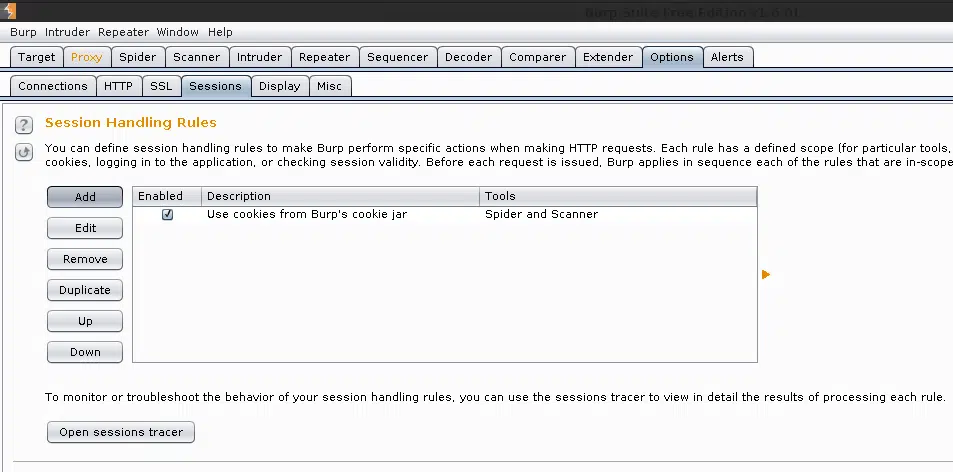 Burp Suite Free Edition v1.6.01
Burp Intruder Repeater Window Help
Target Proxy Spider Scanner Intruder Repeater Sequencer Decoder Comparer Extender Options Alerts
Connections HTTP SSL Sessions Display Misc
? Session Handling Rules
You can define session handling rules to make Burp perform specific actions when making HTTP requests. Each rule has a defined scope (for particular tools,
cookies, logging in to the application, or checking session validity. Before each request is issued, Burp applies in sequence each of the rules that are in-scope
Add Enabled Description Tools
Use cookies from Burp's cookie jar Spider and Scanner
Edit
Remove
Duplicate
Up
Down
To monitor or troubleshoot the behavior of your session handling rules, you can use the sessions tracer to view in detail the results of processing each rule.
Open sessions tracer